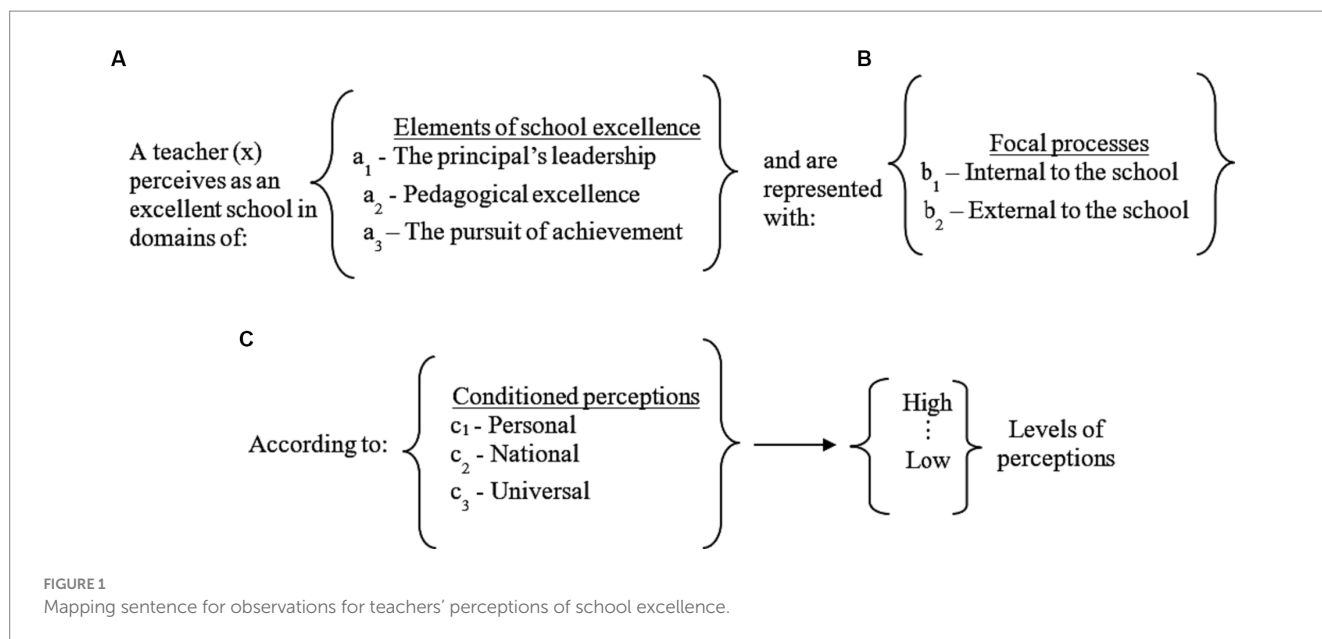 A
B
A teacher (x)
perceives as an
excellent school in
domains of:
Elements of school excellence
a₁ - The principal’s leadership
a₂ - Pedagogical excellence
a₃ – The pursuit of achievement
and are
represented
with:
Focal processes
b₁ – Internal to the school
b₂ – External to the school
C
According to:
Conditioned perceptions
c₁ - Personal
c₂ - National
c₃ - Universal
High
⋮
Low
Levels of
perceptions
FIGURE 1
Mapping sentence for observations for teachers’ perceptions of school excellence.